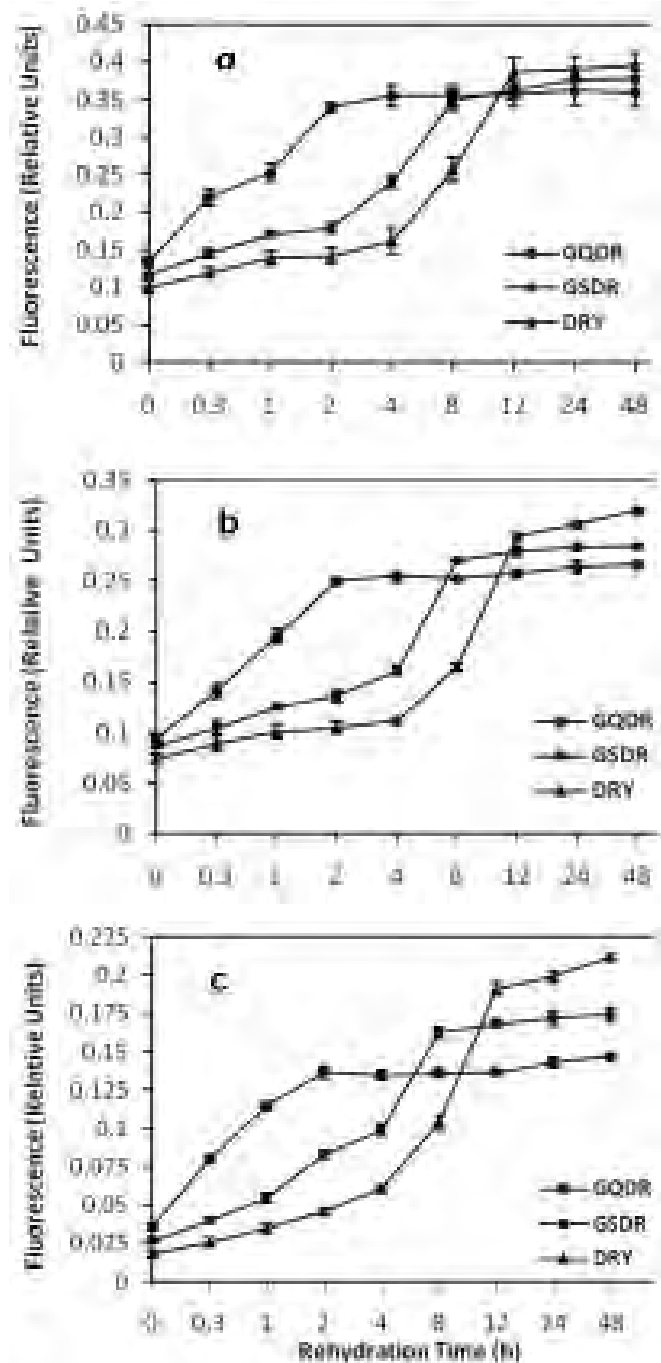 a
Fluorescence (Relative Units)
0.45
0.4
0.35
0.3
0.25
0.2
0.15
0.1
0.05
0
GQDR
GSDR
DRY
0 0.3 1 2 4 8 12 24 48
b
Fluorescence (Relative Units)
0.35
0.3
0.25
0.2
0.15
0.1
0.05
0
GQDR
GSDR
DRY
0 0.3 1 2 4 8 12 24 48
c
Fluorescence (Relative Units)
0.225
0.2
0.175
0.15
0.125
0.1
0.075
0.05
0.025
0
GQDR
GSDR
DRY
0 0.3 1 2 4 8 12 24 48
Rehydration Time (h)